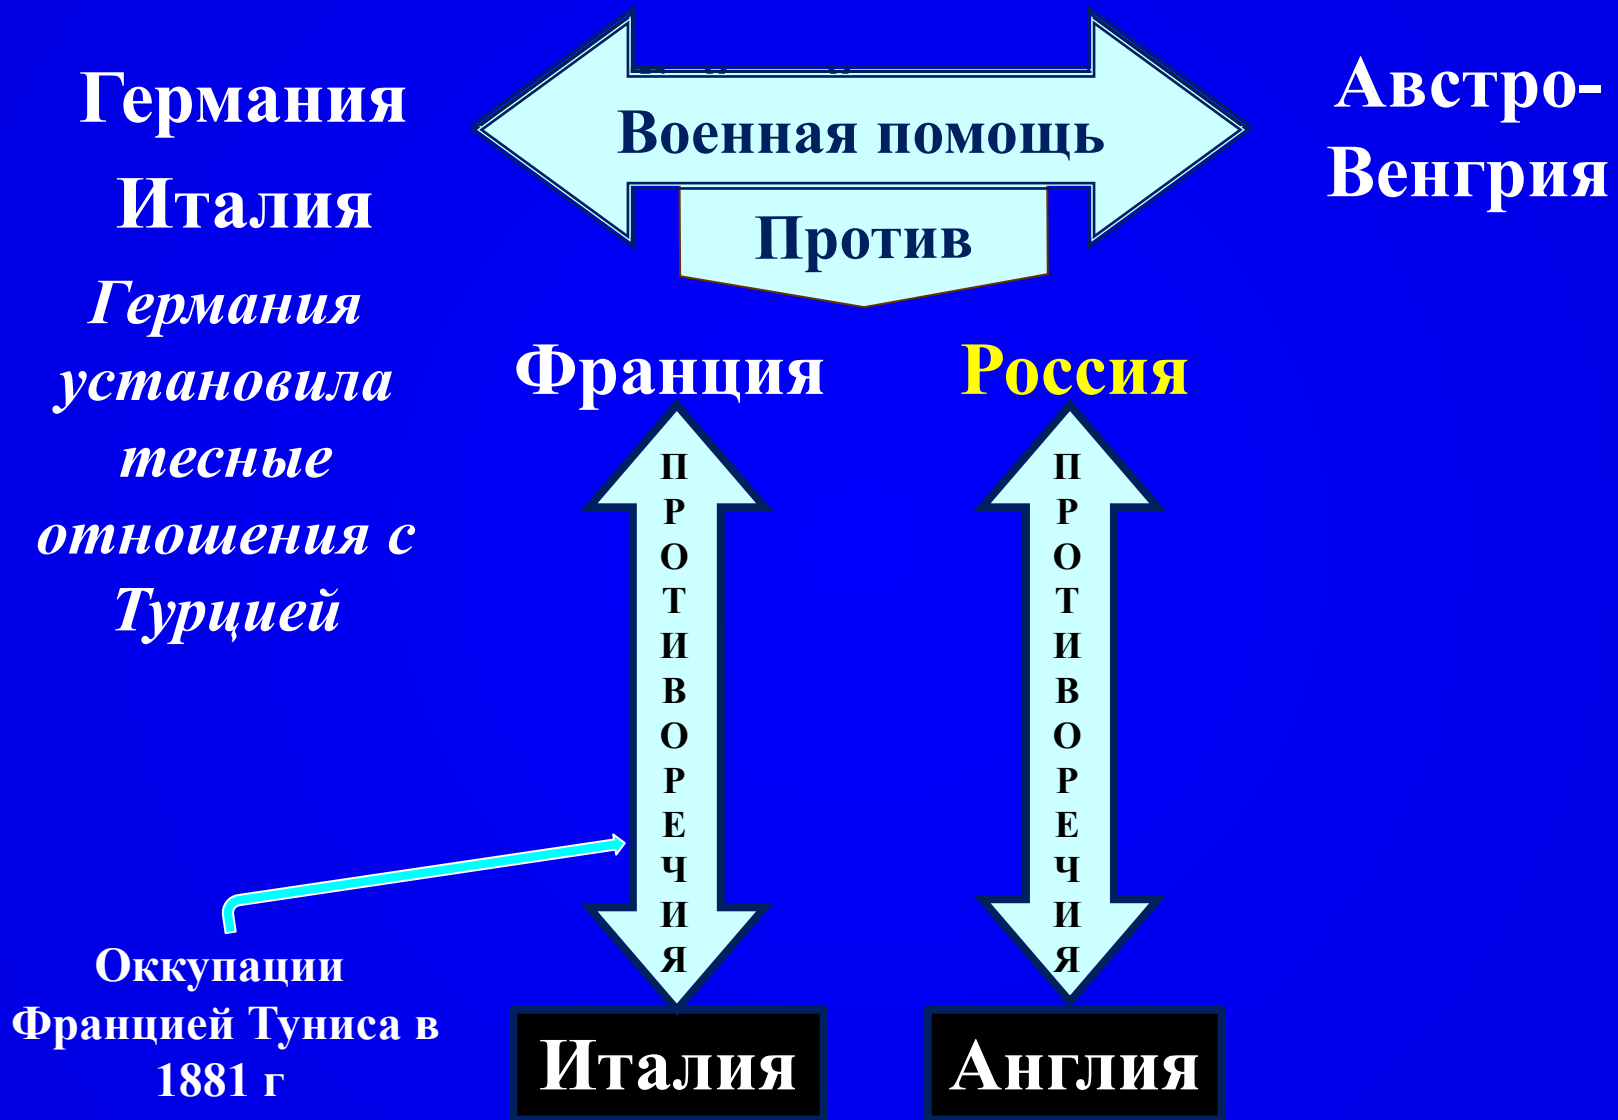 Германия
Италия
Германия
установила
тесные
отношения с
Турцией
Военная помощь
Против
Австро-
Венгрия
Франция
Россия
П
Р
О
Т
И
В
О
Р
Е
Ч
И
Я
П
Р
О
Т
И
В
О
Р
Е
Ч
И
Я
Оккупации
Францией Туниса в
1881 г
Италия
Англия